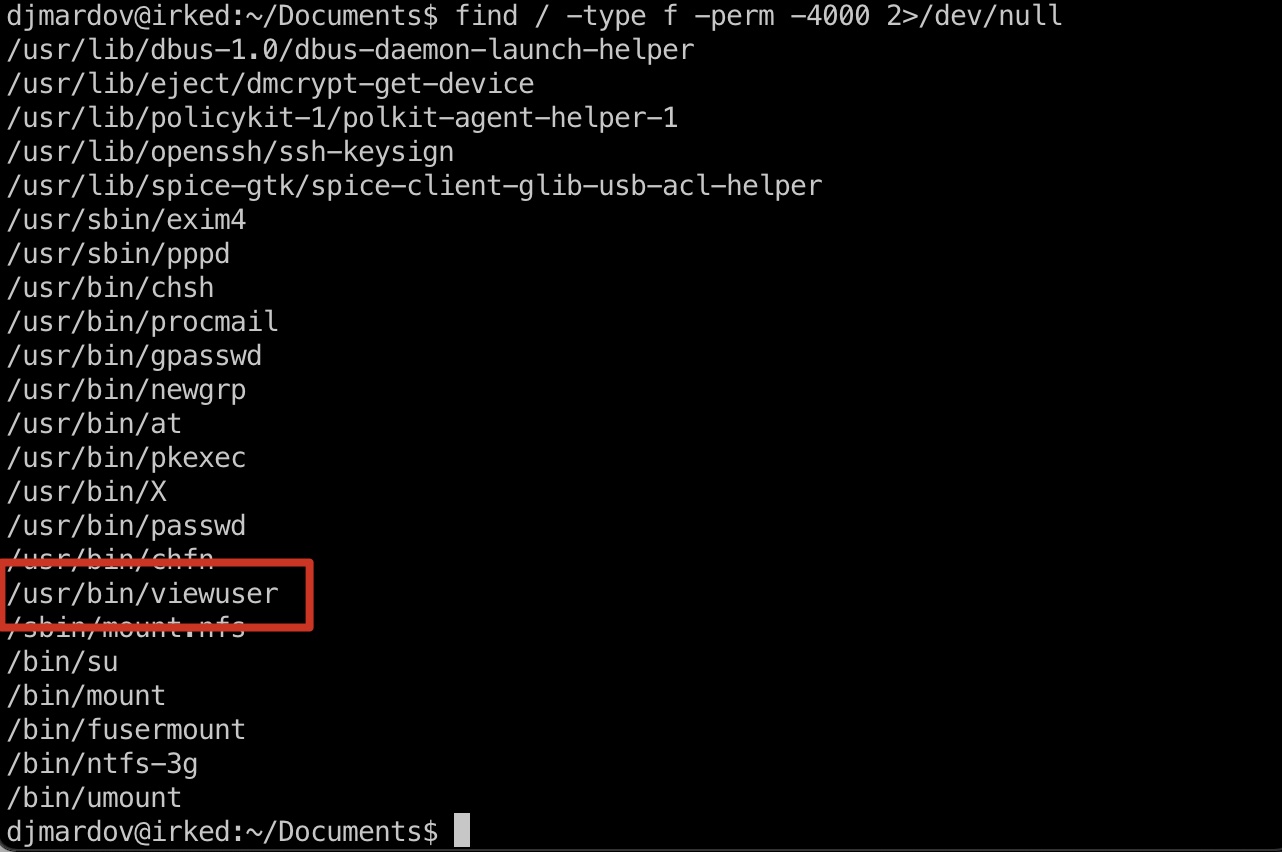 djmardov@irked:~/Documents$ find / -type f -perm -4000 2>/dev/null
/usr/lib/dbus-1.0/dbus-daemon-launch-helper
/usr/lib/eject/dmcrypt-get-device
/usr/lib/policykit-1/polkit-agent-helper-1
/usr/lib/openssh/ssh-keysign
/usr/lib/spice-gtk/spice-client-glib-usb-acl-helper
/usr/sbin/exim4
/usr/sbin/pppd
/usr/bin/chsh
/usr/bin/procmail
/usr/bin/gpasswd
/usr/bin/newgrp
/usr/bin/at
/usr/bin/pkexec
/usr/bin/X
/usr/bin/passwd
/usr/bin/chfn
/usr/bin/viewuser
/sbin/mount.nfs
/bin/su
/bin/mount
/bin/fusermount
/bin/ntfs-3g
/bin/umount
djmardov@irked:~/Documents$